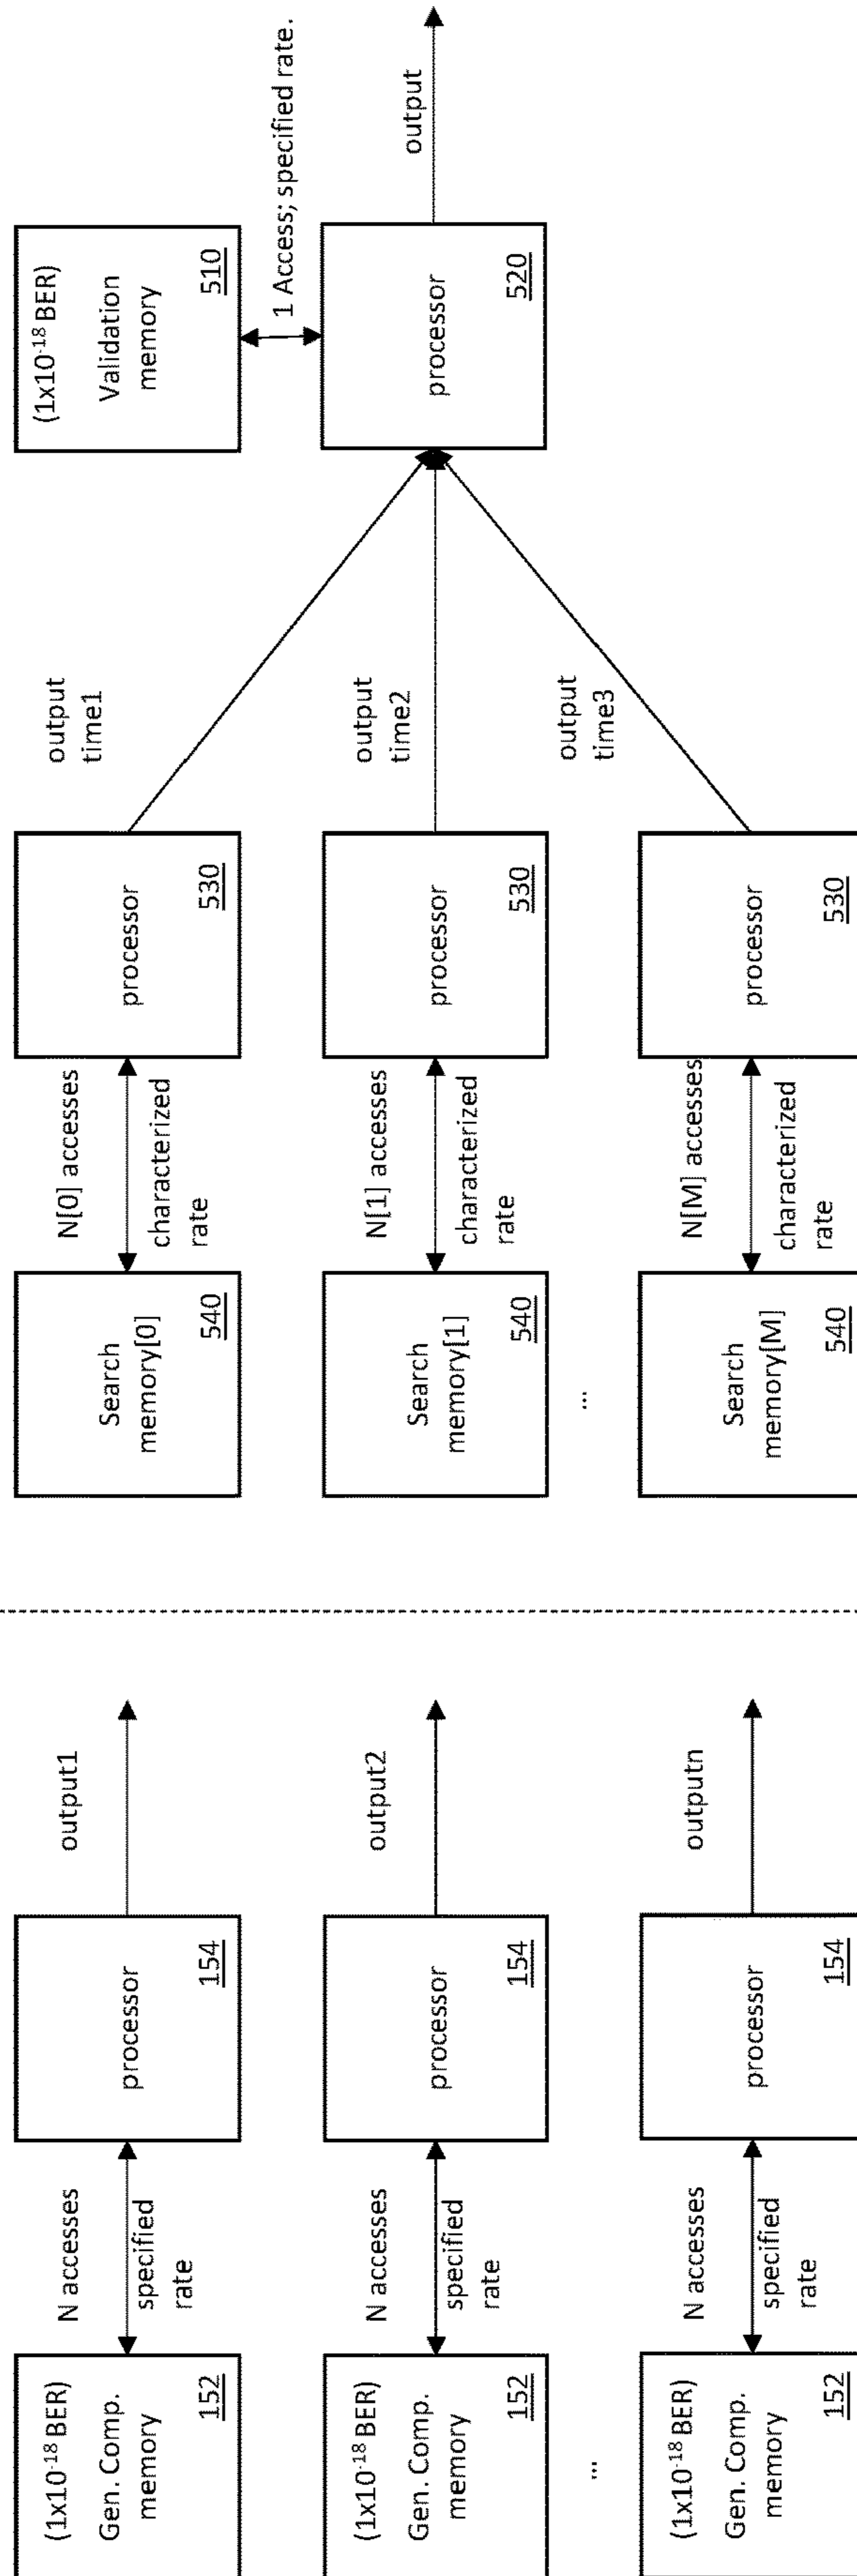 (1x10⁻¹⁸ BER)
Gen. Comp.
memory
152
N accesses
specified
rate
processor
154
output1
(1x10⁻¹⁸ BER)
Gen. Comp.
memory
152
N accesses
specified
rate
processor
154
output2
...
(1x10⁻¹⁸ BER)
Gen. Comp.
memory
152
N accesses
specified
rate
processor
154
outputn
Search
memory[0]
540
N[0] accesses
characterized
rate
processor
530
output
time1
Search
memory[1]
540
N[1] accesses
characterized
rate
processor
530
output
time2
...
Search
memory[M]
540
N[M] accesses
characterized
rate
processor
530
output
time3
(1x10⁻¹⁸ BER)
Validation
memory
510
1 Access; specified rate.
processor
520
output